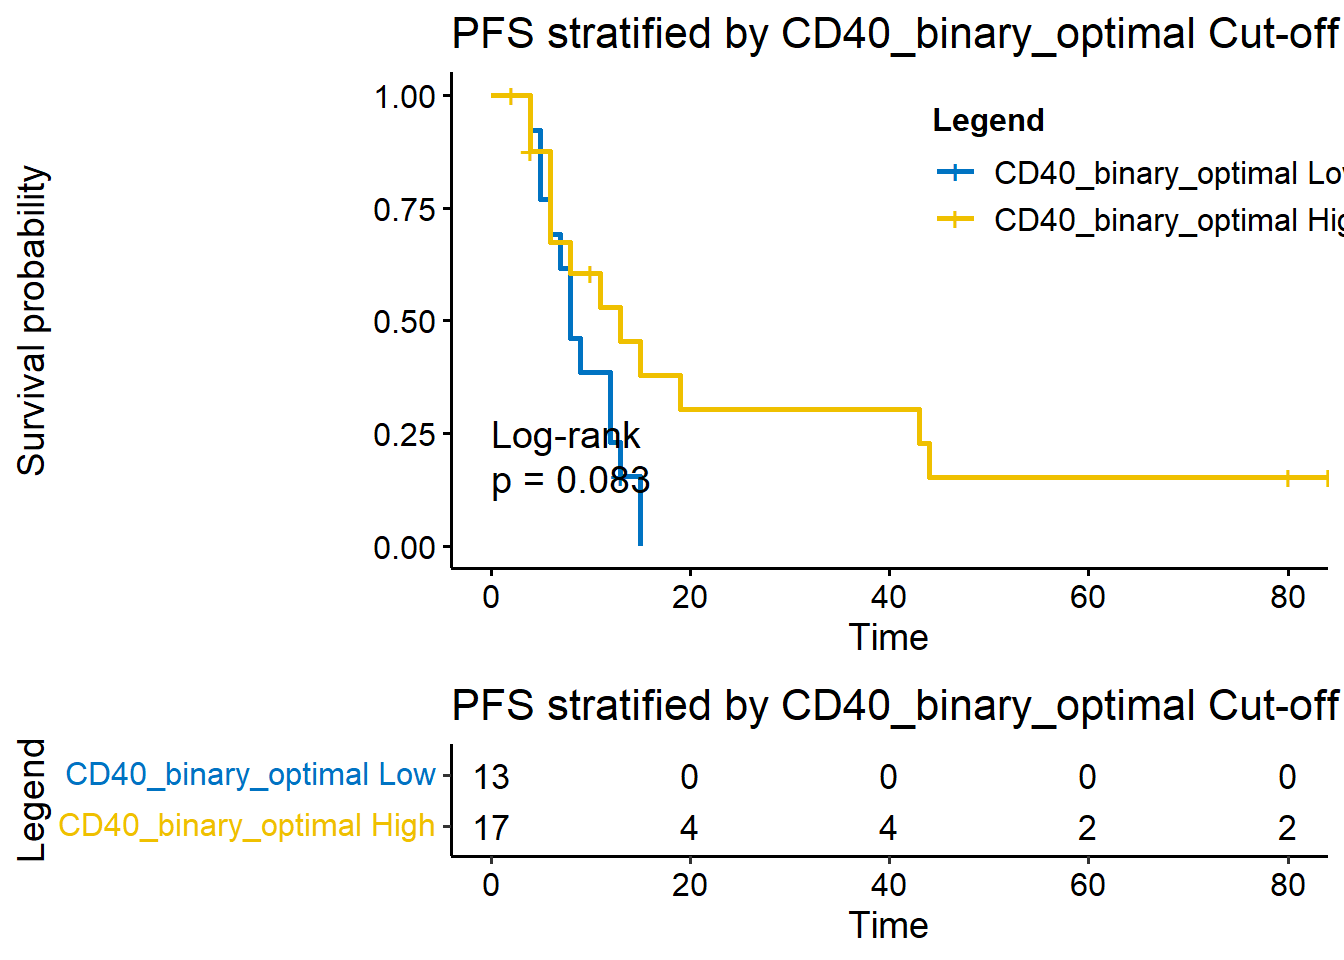 PFS stratified by CD40_binary_optimal Cut-off
Survival probability
1.00
0.75
0.50
0.25
0.00
Legend
CD40_binary_optimal Lo
CD40_binary_optimal Hig
Log-rank
p = 0.083
0 20 40 60 80
Time
PFS stratified by CD40_binary_optimal Cut-off
Legend
CD40_binary_optimal Low 13 0 0 0 0
CD40_binary_optimal High 17 4 4 2 2
0 20 40 60 80
Time